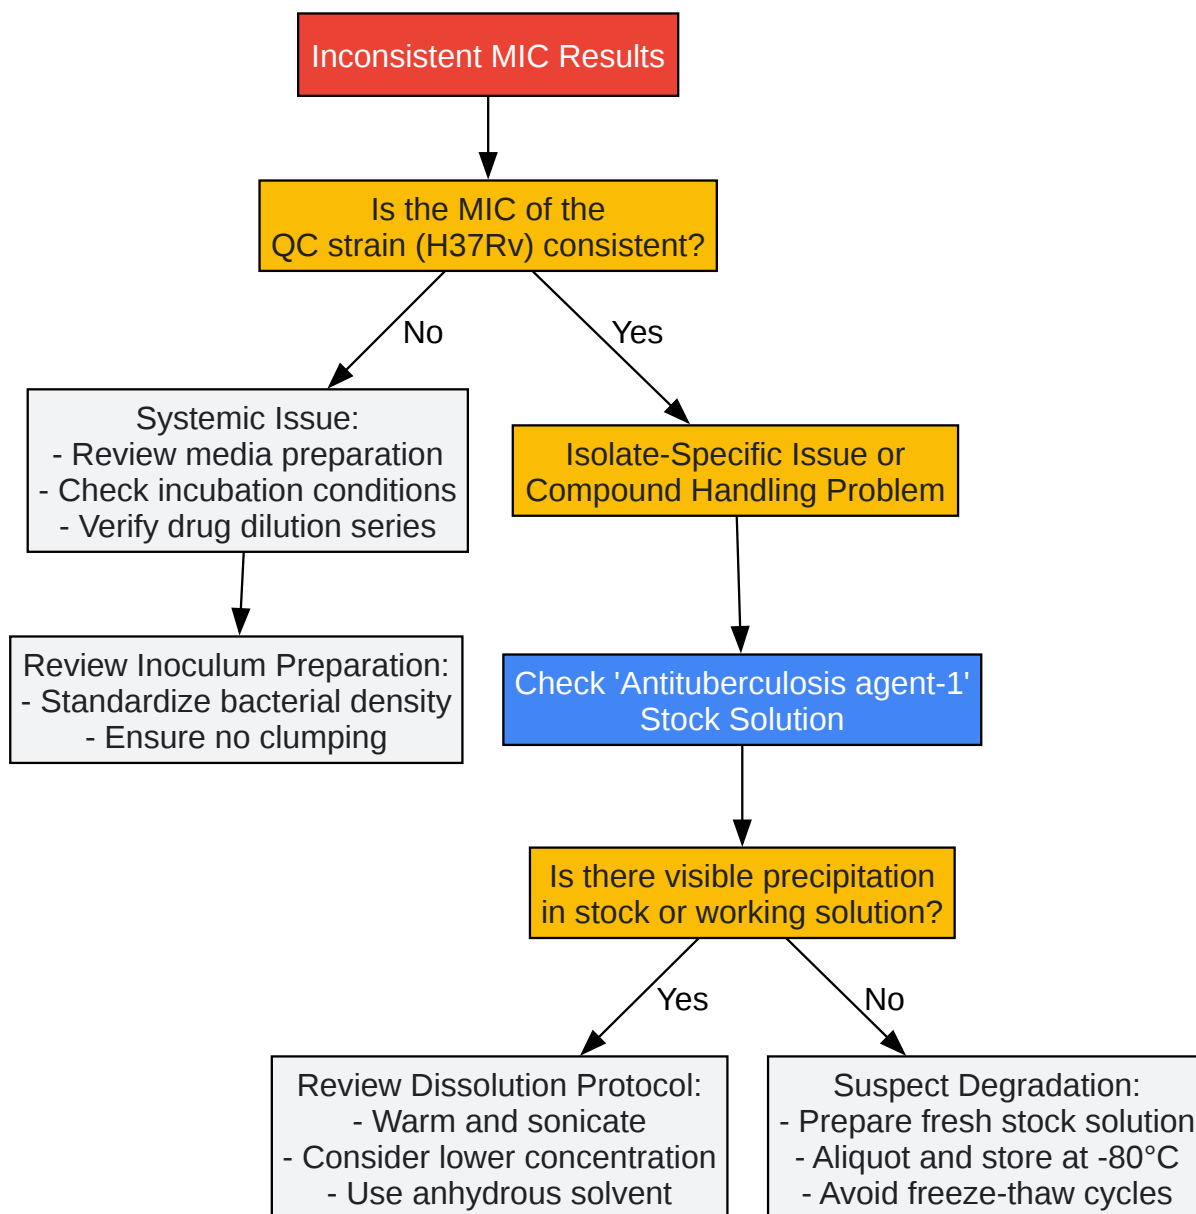 Inconsistent MIC Results
Is the MIC of the
QC strain (H37Rv) consistent?
No
Yes
Systemic Issue:
- Review media preparation
- Check incubation conditions
- Verify drug dilution series
Isolate-Specific Issue or
Compound Handling Problem
Review Inoculum Preparation:
- Standardize bacterial density
- Ensure no clumping
Check 'Antituberculosis agent-1'
Stock Solution
Is there visible precipitation
in stock or working solution?
Yes
No
Review Dissolution Protocol:
- Warm and sonicate
- Consider lower concentration
- Use anhydrous solvent
Suspect Degradation:
- Prepare fresh stock solution
- Aliquot and store at -80°C
- Avoid freeze-thaw cycles